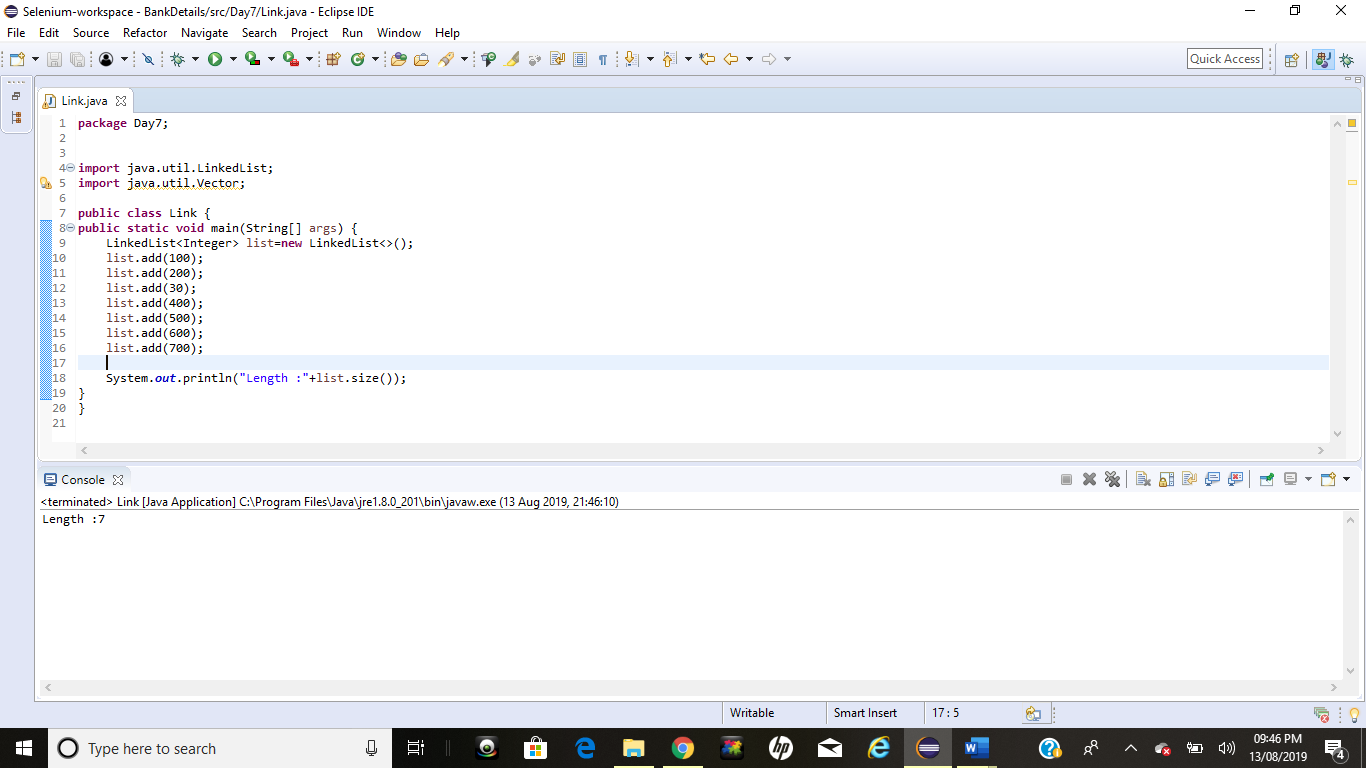 Selenium-workspace - BankDetails/src/Day7/Link.java - Eclipse IDE
File Edit Source Refactor Navigate Search Project Run Window Help
Quick Access
Link.java
1 package Day7;
2
3
4 import java.util.LinkedList;
5 import java.util.Vector;
6
7 public class Link {
8 public static void main(String[] args) {
9 LinkedList<Integer> list=new LinkedList<>();
10 list.add(100);
11 list.add(200);
12 list.add(30);
13 list.add(400);
14 list.add(500);
15 list.add(600);
16 list.add(700);
17
18 System.out.println("Length :"+list.size());
19 }
20 }
21
Console
<terminated> Link [Java Application] C:\Program Files\Java\jre1.8.0_201\bin\javaw.exe (13 Aug 2019, 21:46:10)
Length :7
Writable Smart Insert 17 : 5
Type here to search
09:46 PM
13/08/2019
4